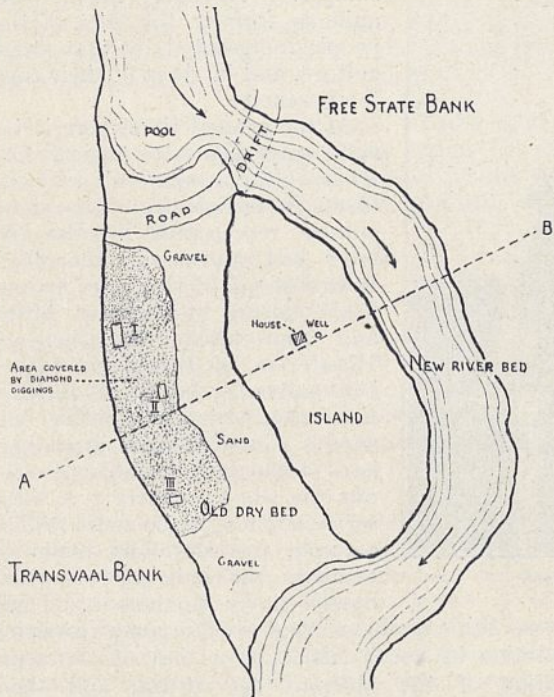 FREE STATE BANK
POOL
DRIFT
ROAD
GRAVEL
B
HOUSE
WELL
I
AREA COVERED
BY DIAMOND
DIGGINGS
NEW RIVER BED
II
ISLAND
SAND
A
III
OLD DRY BED
TRANSVAAL BANK
GRAVEL